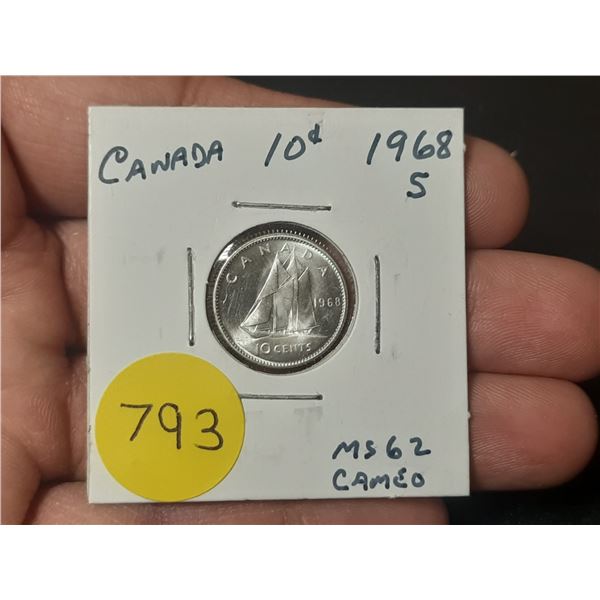 CANADA 10¢ 1968
S
CANADA
1968
10 CENTS
793
MS62
CAMEO